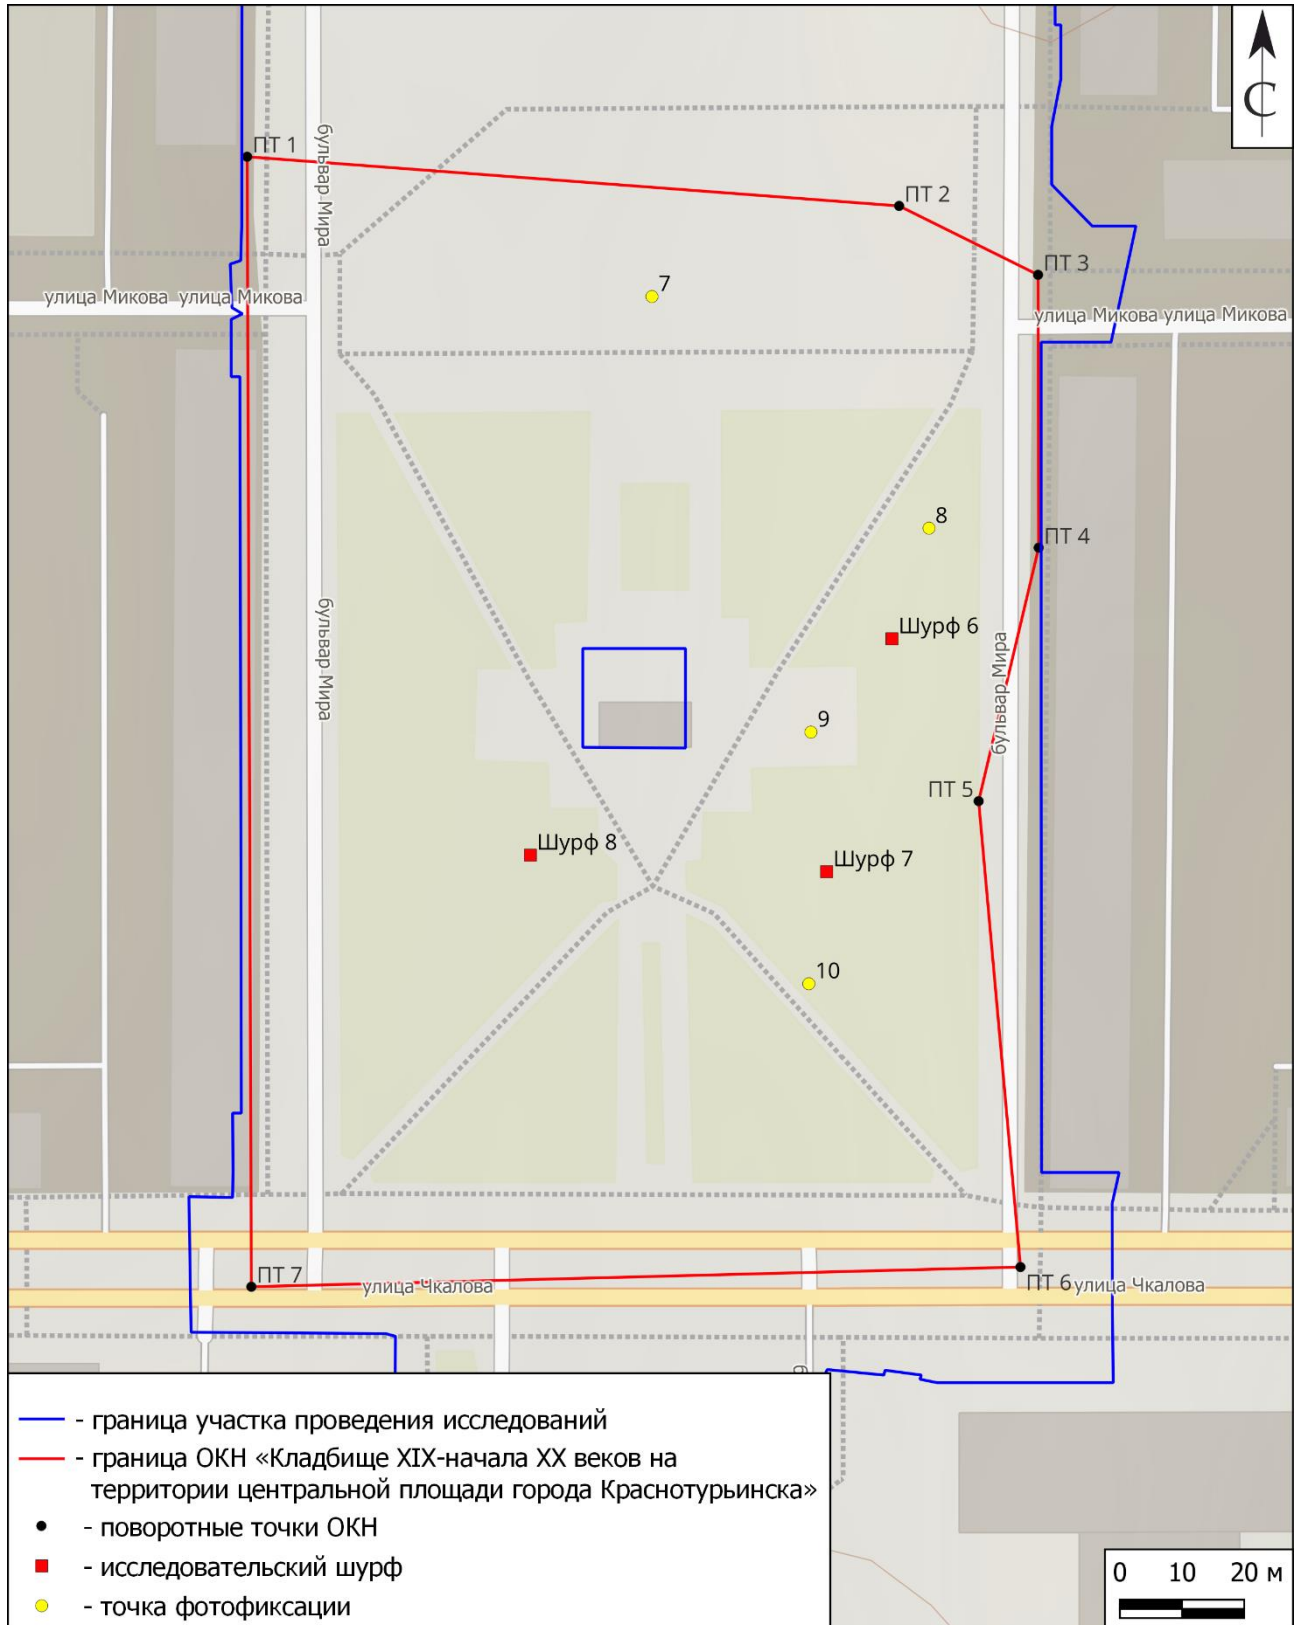 С
ПТ 1
бульвар Мира
ПТ 2
ПТ 3
7
улица Микова улица Микова
улица Микова улица Микова
8
ПТ 4
бульвар Мира
Шурф 6
бульвар Мира
9
ПТ 5
Шурф 8
Шурф 7
10
ПТ 7
улица Чкалова
ПТ 6 улица Чкалова
- граница участка проведения исследований
- граница ОКН «Кладбище XIX-начала XX веков на
территории центральной площади города Краснотурьинска»
- поворотные точки ОКН
- исследовательский шурф
- точка фотофиксации
0 10 20 м